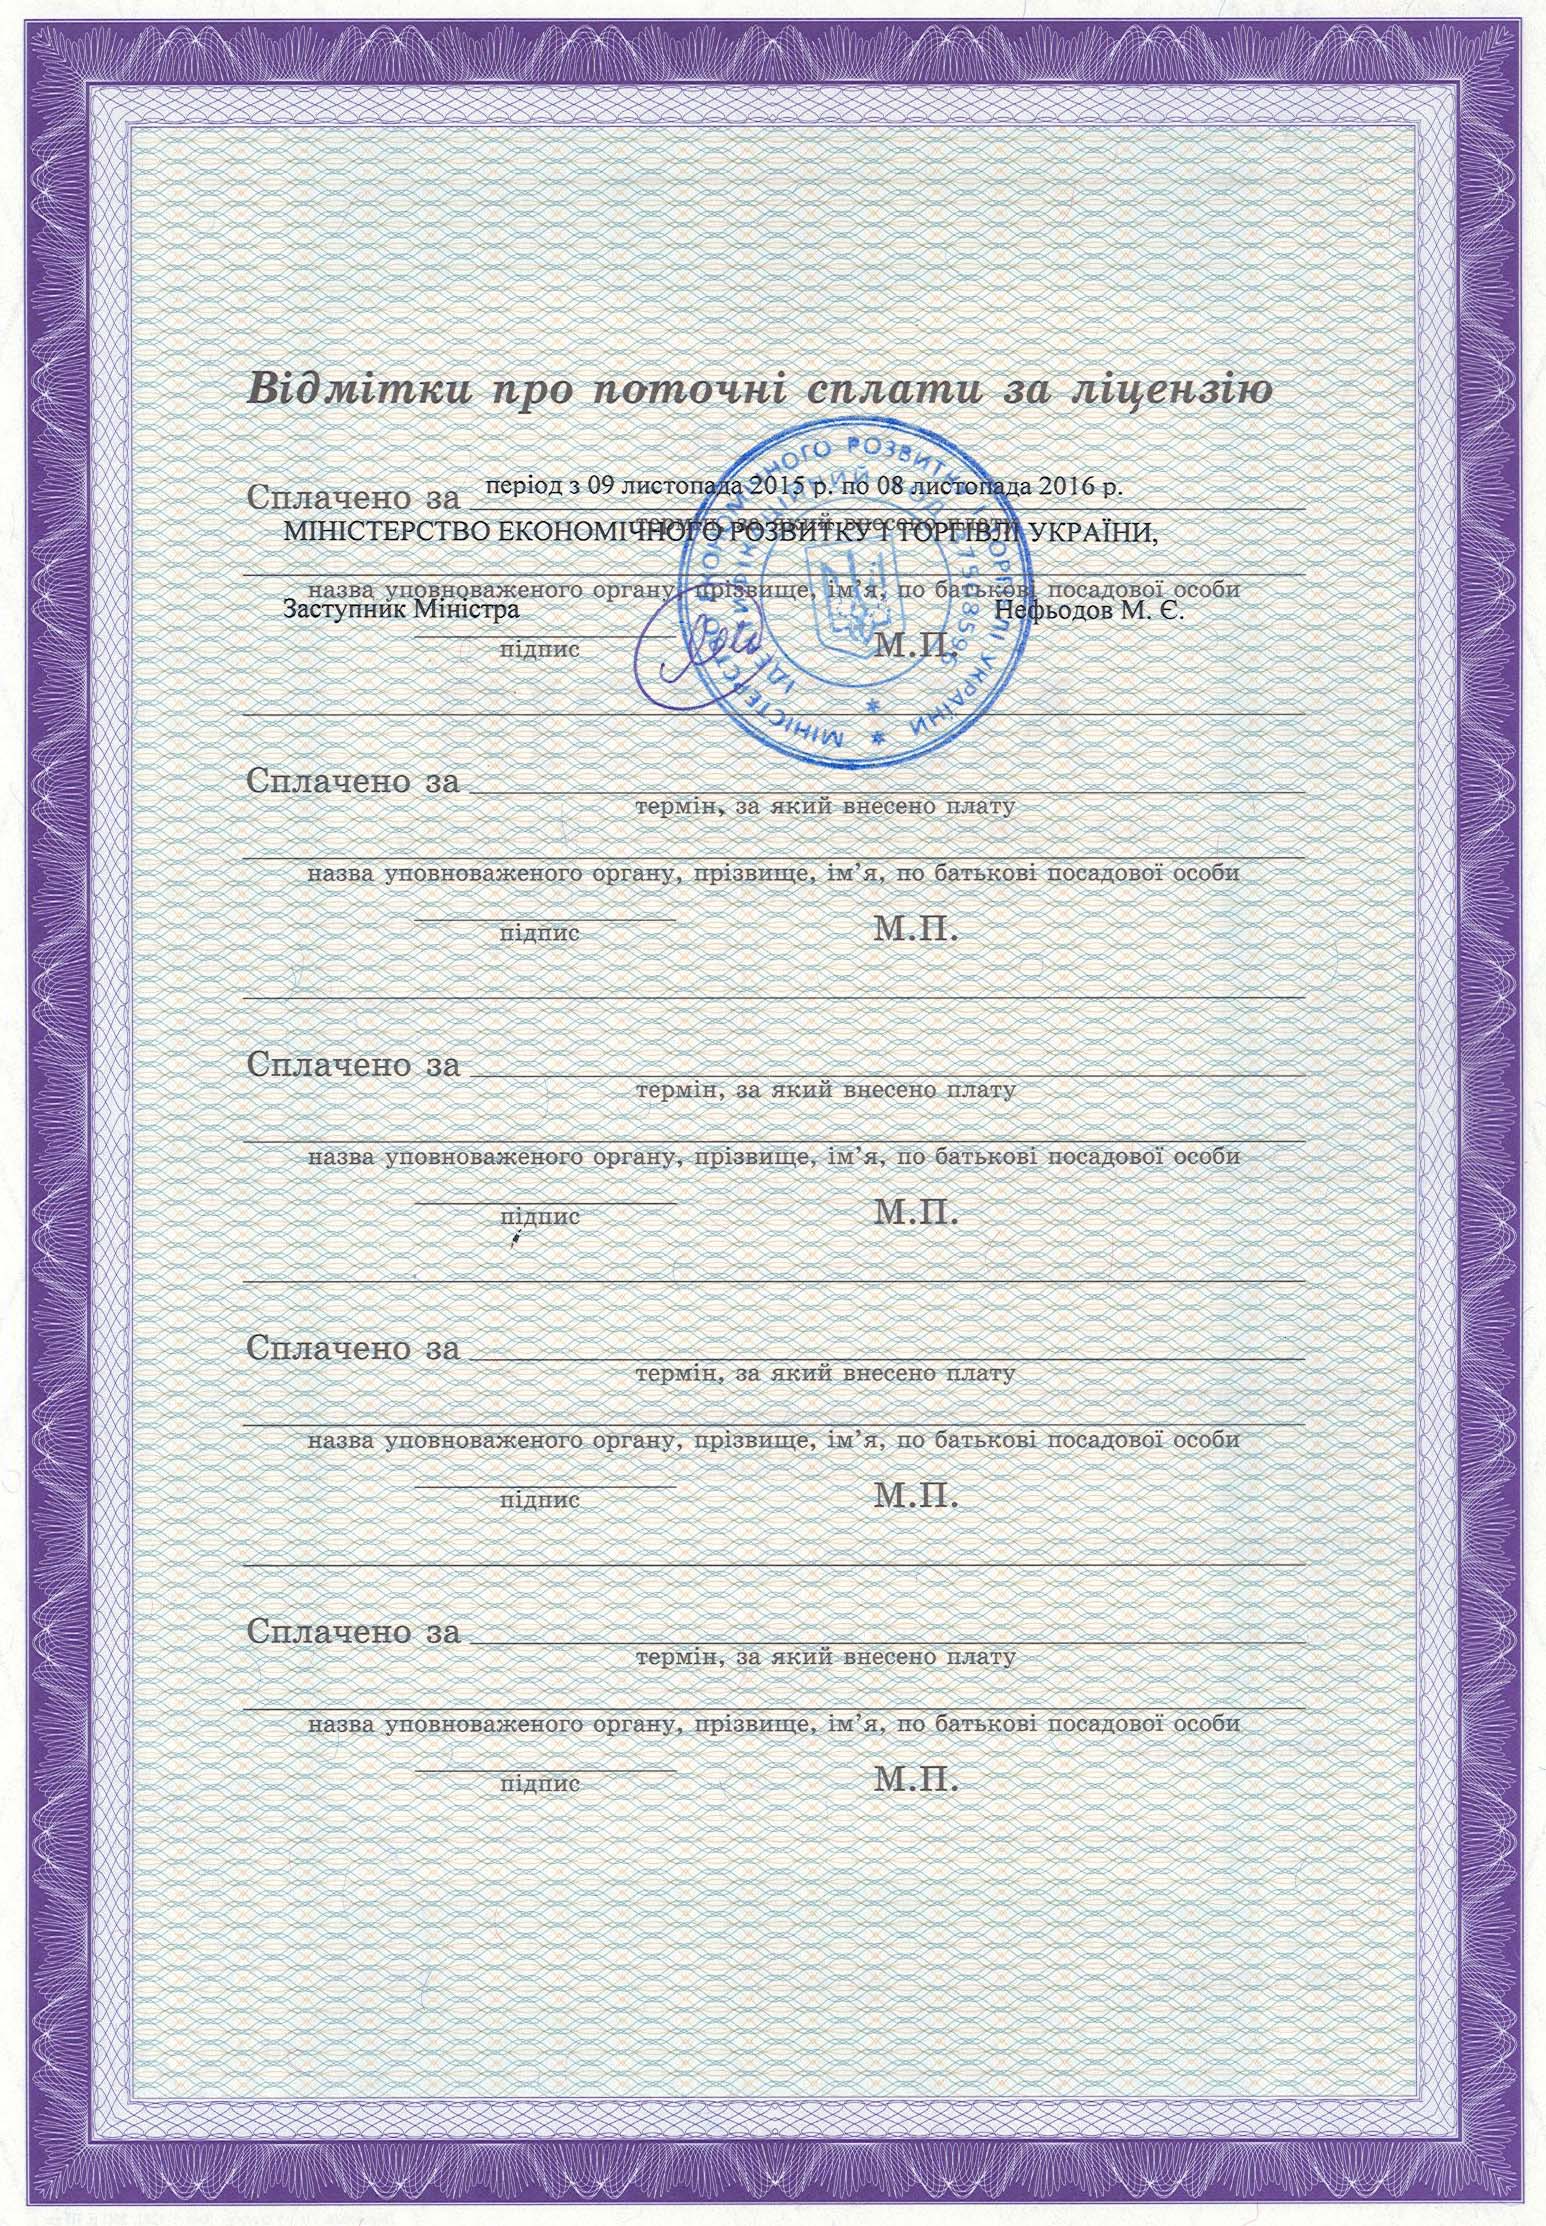 Відмітки про поточні сплати за ліцензію
Сплачено за період з 09 листопада 2015 р. по 08 листопада 2016 р.
термін, за який внесено плату
МІНІСТЕРСТВО ЕКОНОМІЧНОГО РОЗВИТКУ І ТОРГІВЛІ УКРАЇНИ,
назва уповноваженого органу, прізвище, ім’я, по батькові посадової особи
Заступник Міністра Нефьодов М. Є.
підпис М.П.
МІНІСТЕРСТВО ЕКОНОМІЧНОГО РОЗВИТКУ І ТОРГІВЛІ УКРАЇНИ
ІДЕНТИФІКАЦІЙНИЙ КОД 37508596
Сплачено за
термін, за який внесено плату
назва уповноваженого органу, прізвище, ім’я, по батькові посадової особи
підпис М.П.
Сплачено за
термін, за який внесено плату
назва уповноваженого органу, прізвище, ім’я, по батькові посадової особи
підпис М.П.
Сплачено за
термін, за який внесено плату
назва уповноваженого органу, прізвище, ім’я, по батькові посадової особи
підпис М.П.
Сплачено за
термін, за який внесено плату
назва уповноваженого органу, прізвище, ім’я, по батькові посадової особи
підпис М.П.